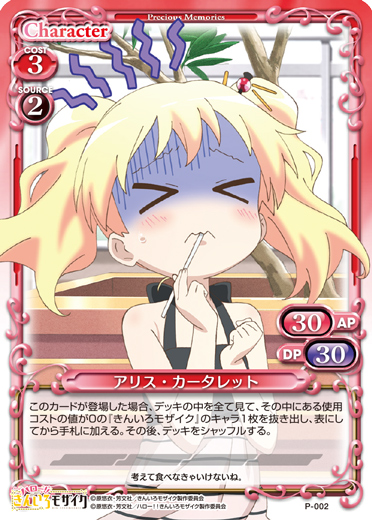 Precious Memories
Character
COST
3
SOURCE
2
30 AP
DP 30
アリス・カータレット
このカードが登場した場合、デッキの中を全て見て、その中にある使用
コストの値が0の『きんいろモザイク』のキャラ1枚を抜き出し、表にし
てから手札に加える。その後、デッキをシャッフルする。
考えて食べなきゃいけないね。
ハロー!!
きんいろモザイク
©原悠衣・芳文社/きんいろモザイク製作委員会
©原悠衣・芳文社/ハロー!!きんいろモザイク製作委員会
P-002